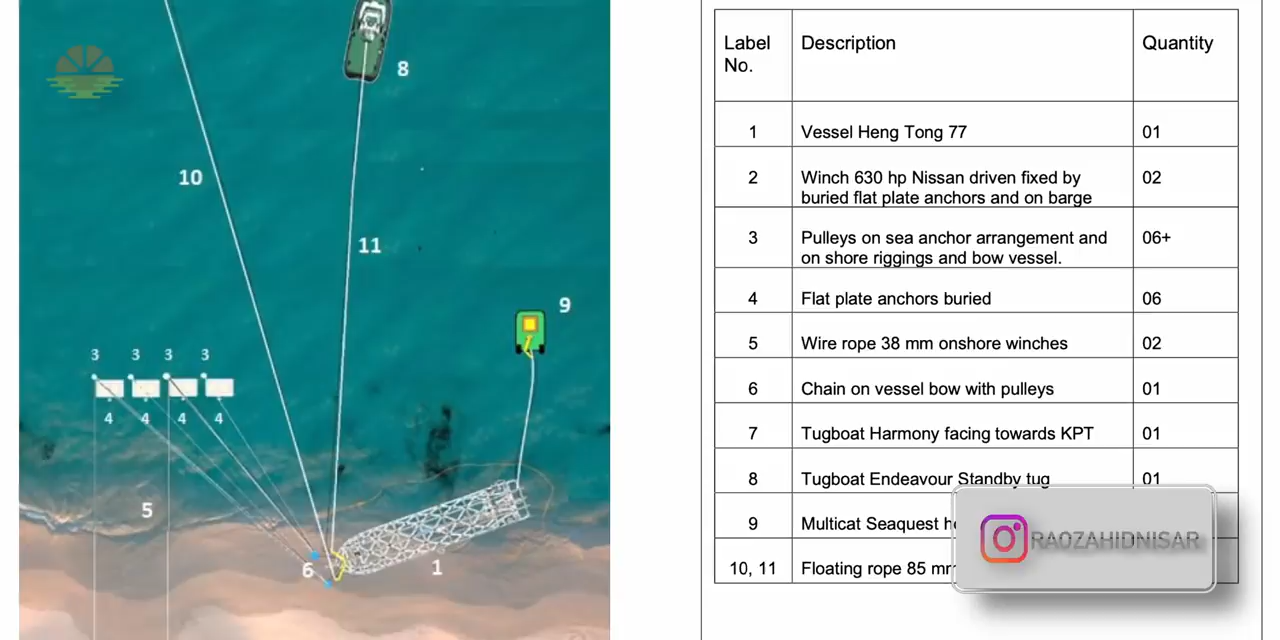 8
10
11
9
3 3 3 3
4 4 4 4
5
6
1
Label No. Description Quantity
1 Vessel Heng Tong 77 01
2 Winch 630 hp Nissan driven fixed by
buried flat plate anchors and on barge 02
3 Pulleys on sea anchor arrangement and
on shore riggings and bow vessel. 06+
4 Flat plate anchors buried 06
5 Wire rope 38 mm onshore winches 02
6 Chain on vessel bow with pulleys 01
7 Tugboat Harmony facing towards KPT 01
8 Tugboat Endeavour Standby tug 01
9 Multicat Seaquest
10, 11 Floating rope 85
RAOZAHIDNISAR